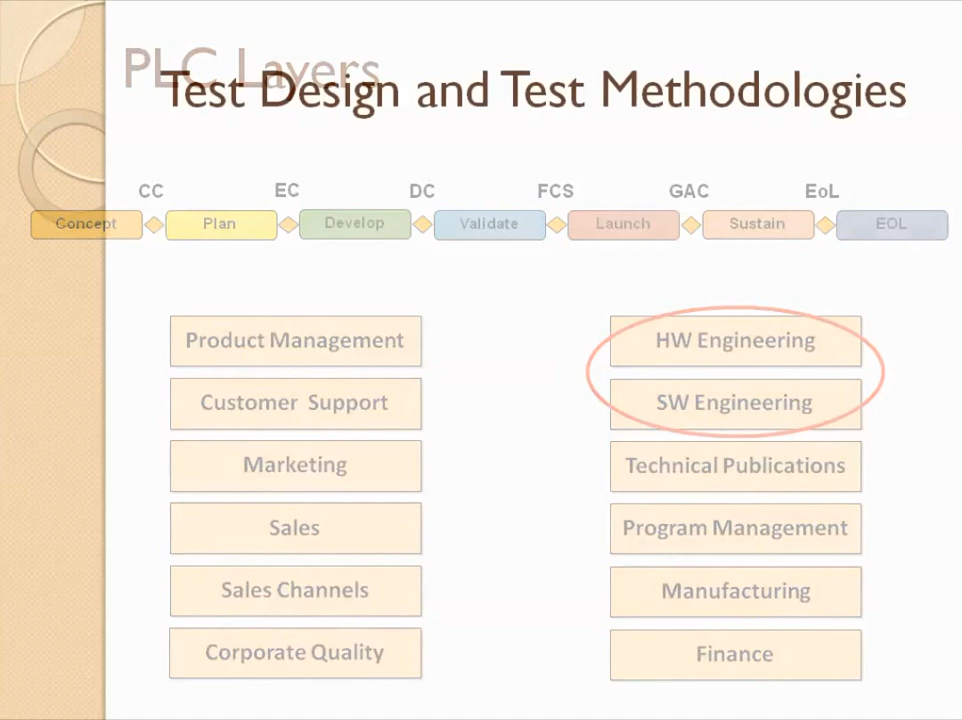 PLC Layers
Test Design and Test Methodologies
CC EC DC FCS GAC EoL
Concept Plan Develop Validate Launch Sustain EOL
Product Management
Customer Support
Marketing
Sales
Sales Channels
Corporate Quality
HW Engineering
SW Engineering
Technical Publications
Program Management
Manufacturing
Finance